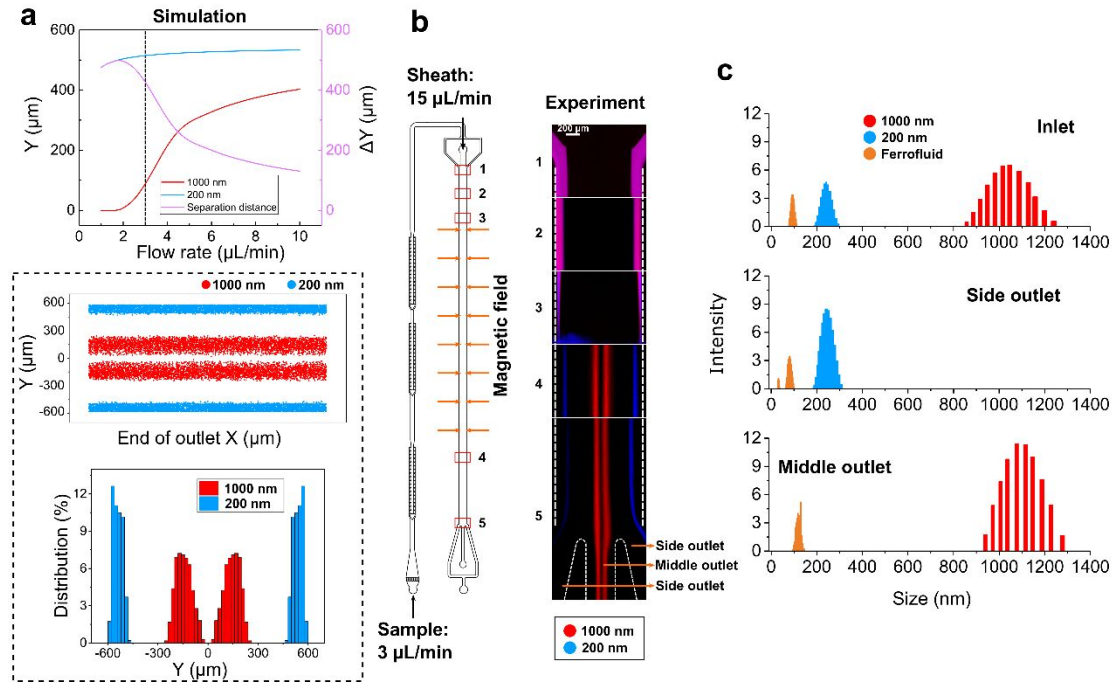 a
Simulation
600
400
200
0
Y (µm)
600
400
200
0
ΔY (µm)
1000 nm
200 nm
Separation distance
2 4 6 8 10
Flow rate (µL/min)
1000 nm 200 nm
600
300
0
-300
-600
Y (µm)
End of outlet X (µm)
12
9
6
3
0
Distribution (%)
1000 nm
200 nm
-600 -300 0 300 600
Y (µm)
b
Sheath:
15 µL/min
1
2
3
Magnetic field
4
5
Sample:
3 µL/min
Experiment
200 µm
1
2
3
4
5
Side outlet
Middle outlet
Side outlet
1000 nm
200 nm
c
12
9
6
3
0
1000 nm
200 nm
Ferrofluid
Inlet
0 200 400 600 800 1000 1200 1400
Intensity
12
9
6
3
0
Side outlet
0 200 400 600 800 1000 1200 1400
12
9
6
3
0
Middle outlet
0 200 400 600 800 1000 1200 1400
Size (nm)